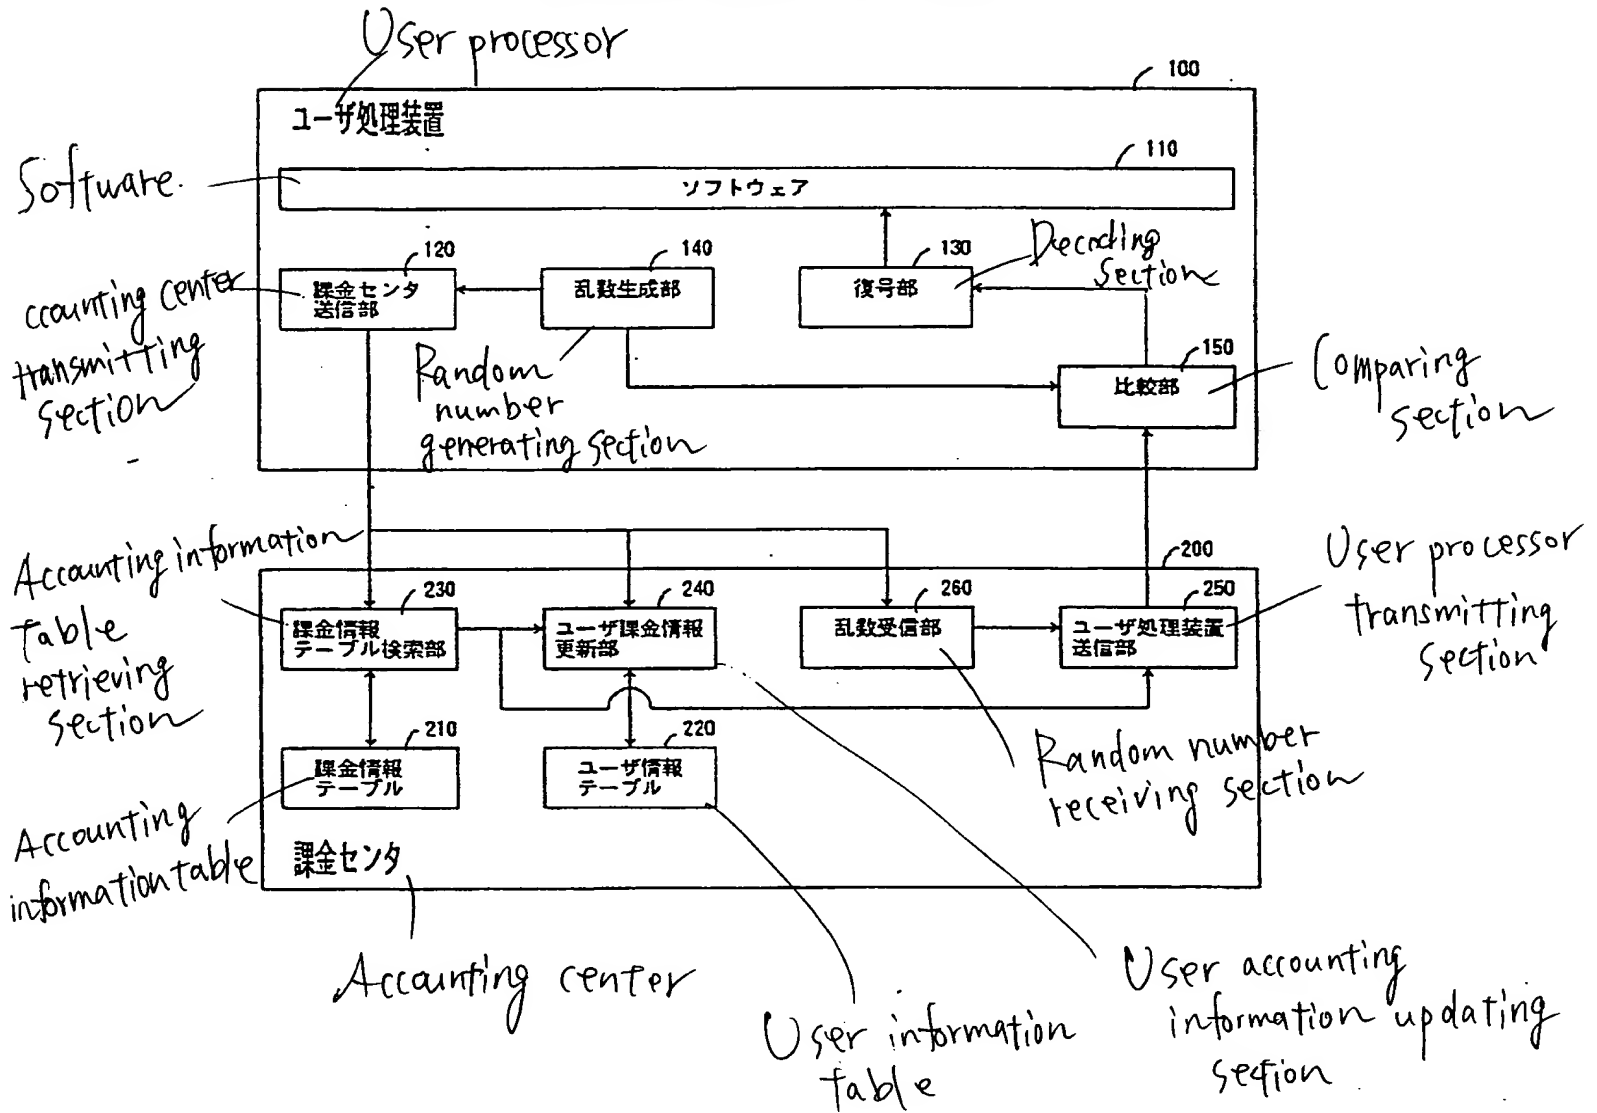 User processor
100
ユーザ処理装置
110
Software.
ソフトウェア
120
140
130
Decoding
section
ccounting center
transmitting
section
課金センタ
送信部
乱数生成部
復号部
150
Random
number
generating section
比較部
Comparing
section
Accounting information
table
retrieving
section
200
User processor
transmitting
section
230
240
260
250
課金情報
テーブル検索部
ユーザ課金情報
更新部
乱数受信部
ユーザ処理装置
送信部
210
220
課金情報
テーブル
ユーザ情報
テーブル
Random number
receiving section
Accounting
information table
課金センタ
Accounting center
User information
table
User accounting
information updating
section